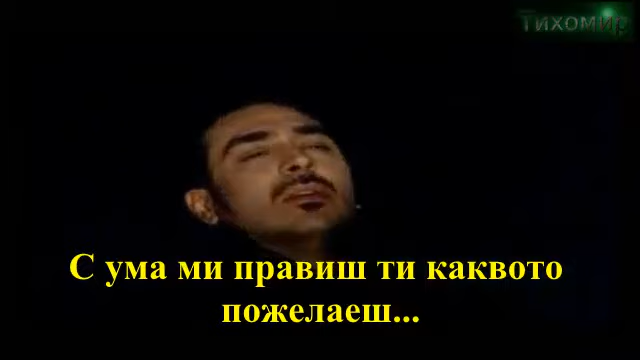 Тихомир
С ума ми правиш ти каквото
пожелаеш...